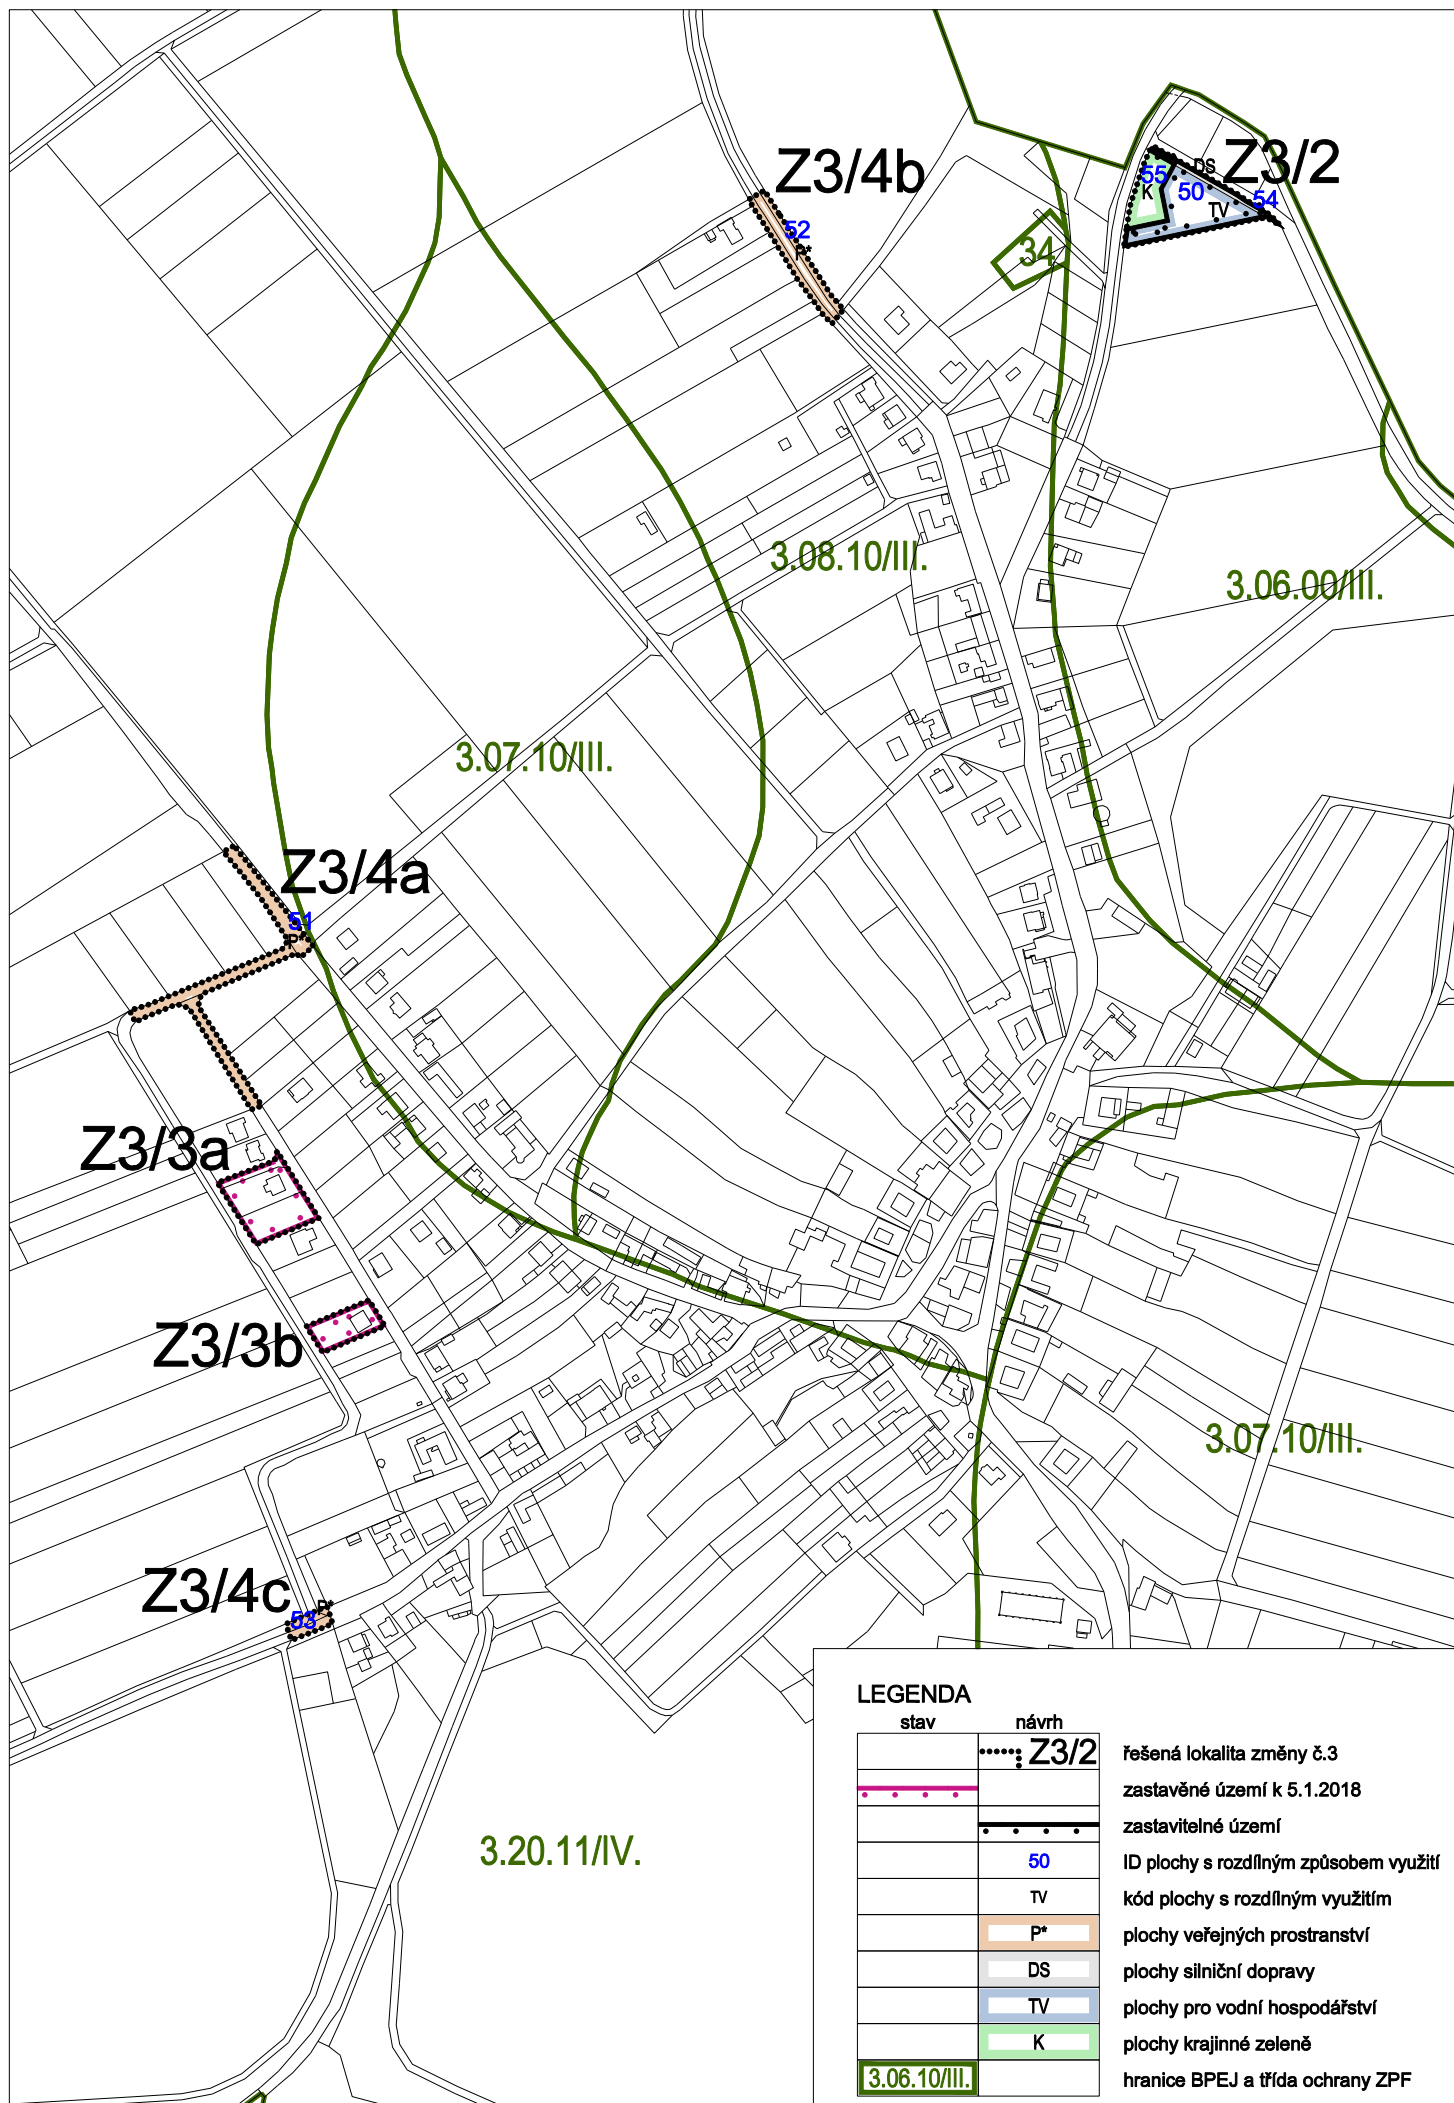 Z3/4b
Z3/2
DS
55
50
54
K
TV
52
P*
34
3.08.10/III.
3.06.00/III.
3.07.10/III.
Z3/4a
51
P*
Z3/3a
Z3/3b
3.07.10/III.
Z3/4c
53
P*
3.20.11/IV.
LEGENDA
stav návrh
Z3/2 řešená lokalita změny č.3
zastavěné území k 5.1.2018
zastavitelné území
50 ID plochy s rozdílným způsobem využití
TV kód plochy s rozdílným využitím
P* plochy veřejných prostranství
DS plochy silniční dopravy
TV plochy pro vodní hospodářství
K plochy krajinné zeleně
3.06.10/III. hranice BPEJ a třída ochrany ZPF